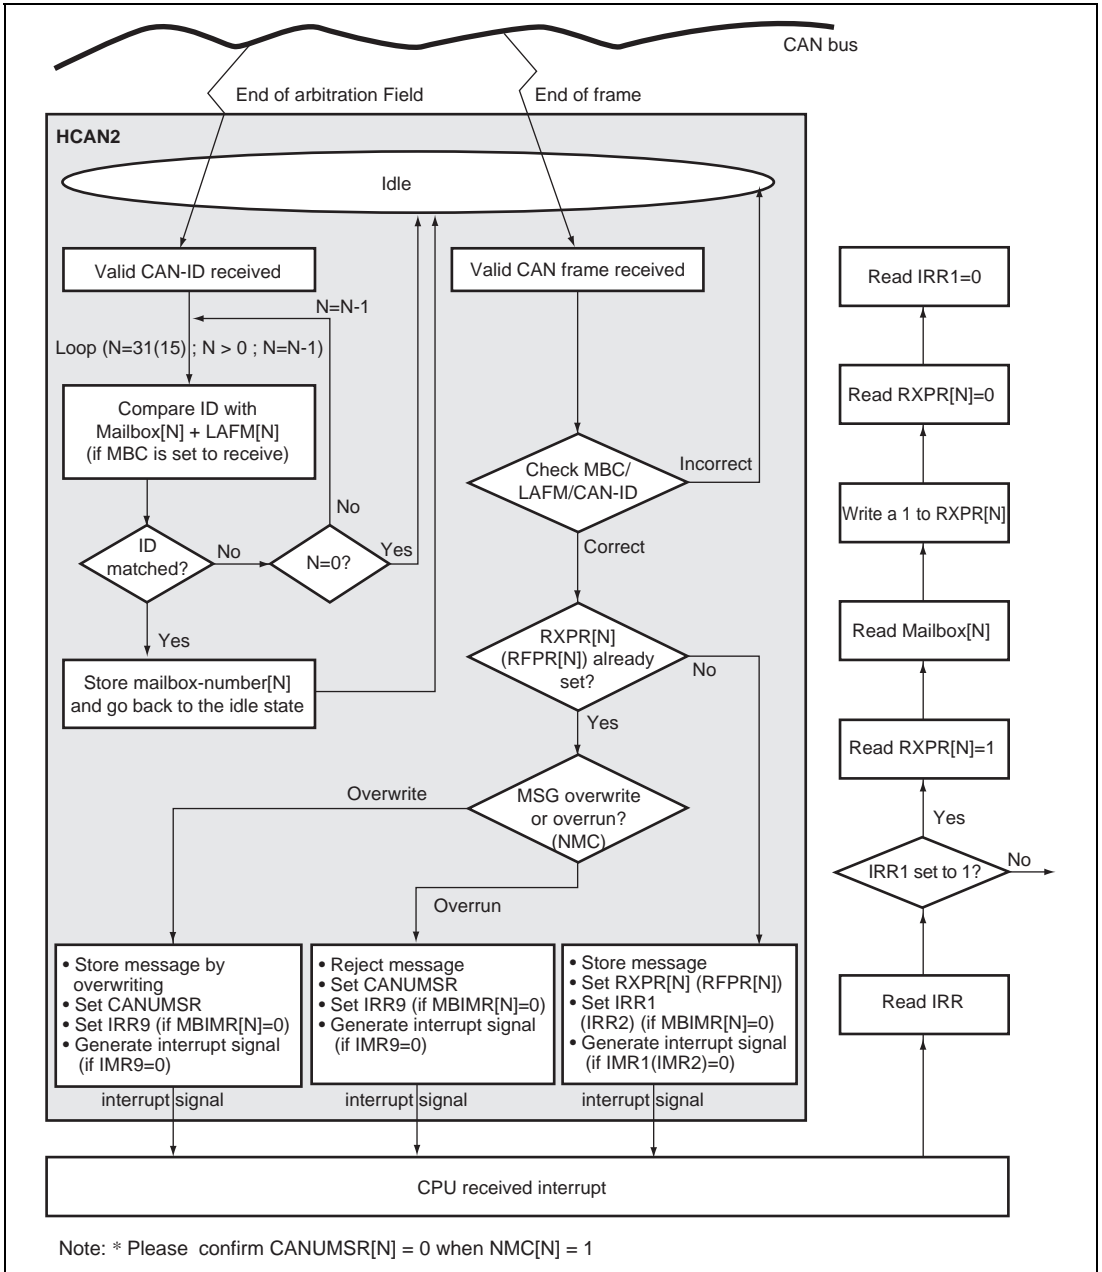 CAN bus
End of arbitration Field
End of frame
HCAN2
Idle
Valid CAN-ID received
Valid CAN frame received
Read IRR1=0
N=N-1
Loop (N=31(15) ; N > 0 ; N=N-1)
Compare ID with
Mailbox[N] + LAFM[N]
(if MBC is set to receive)
Read RXPR[N]=0
Check MBC/
LAFM/CAN-ID
Incorrect
No
Write a 1 to RXPR[N]
ID
matched?
No
N=0?
Yes
Correct
Yes
RXPR[N]
(RFPR[N]) already
set?
No
Read Mailbox[N]
Store mailbox-number[N]
and go back to the idle state
Yes
Read RXPR[N]=1
Overwrite
MSG overwrite
or overrun?
(NMC)
Yes
IRR1 set to 1?
No
Overrun
• Store message by
overwriting
• Set CANUMSR
• Set IRR9 (if MBIMR[N]=0)
• Generate interrupt signal
(if IMR9=0)
• Reject message
• Set CANUMSR
• Set IRR9 (if MBIMR[N]=0)
• Generate interrupt signal
(if IMR9=0)
• Store message
• Set RXPR[N] (RFPR[N])
• Set IRR1
(IRR2) (if MBIMR[N]=0)
• Generate interrupt signal
(if IMR1(IMR2)=0)
Read IRR
interrupt signal
interrupt signal
interrupt signal
CPU received interrupt
Note: * Please confirm CANUMSR[N] = 0 when NMC[N] = 1